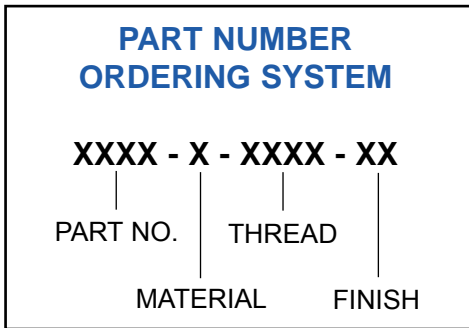 PART NUMBER
ORDERING SYSTEM
XXXX - X - XXXX - XX
PART NO. THREAD
MATERIAL FINISH